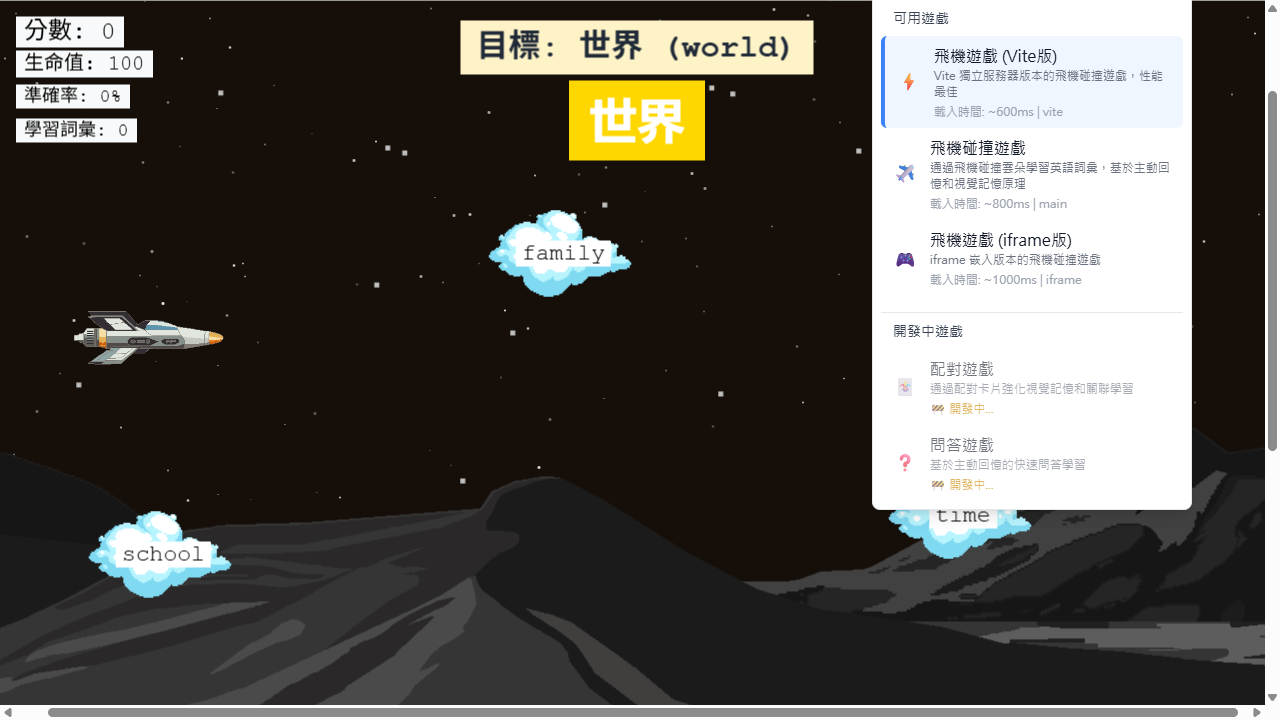 分數: 0
生命值: 100
準確率: 0%
學習詞彙: 0
目標: 世界 (world)
世界
family
school
time
可用遊戲
飛機遊戲 (Vite版)
Vite 獨立服務器版本的飛機碰撞遊戲，性能
最佳
載入時間: ~600ms | vite
飛機碰撞遊戲
通過飛機碰撞雲朵學習英語詞彙，基於主動回
憶和視覺記憶原理
載入時間: ~800ms | main
飛機遊戲 (iframe版)
iframe 嵌入版本的飛機碰撞遊戲
載入時間: ~1000ms | iframe
開發中遊戲
配對遊戲
通過配對卡片強化視覺記憶和關聯學習
🚧 開發中...
問答遊戲
基於主動回憶的快速問答學習
🚧 開發中...